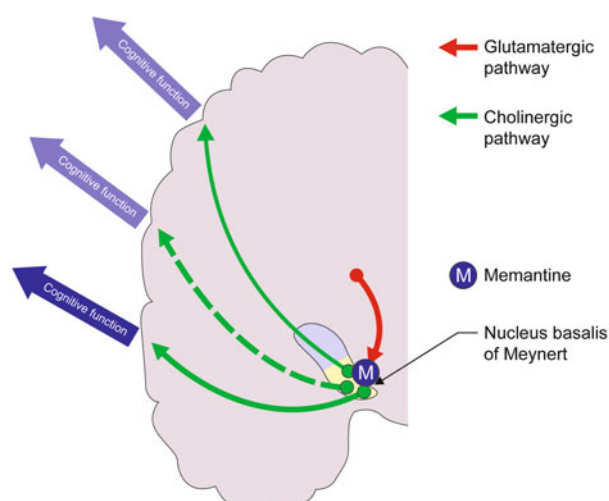 Cognitive function
Glutamatergic
pathway
Cholinergic
pathway
Cognitive function
Cognitive function
M
Memantine
M
Nucleus basalis
of Meynert